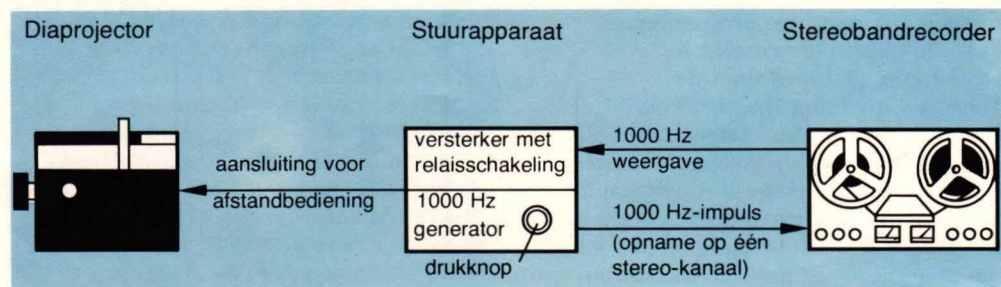 Diaprojector
Stuurapparaat
Stereobandrecorder
aansluiting voor
afstandbediening
versterker met
relaisschakeling
1000 Hz
generator
drukknop
1000 Hz
weergave
1000 Hz-impuls
(opname op één
stereo-kanaal)